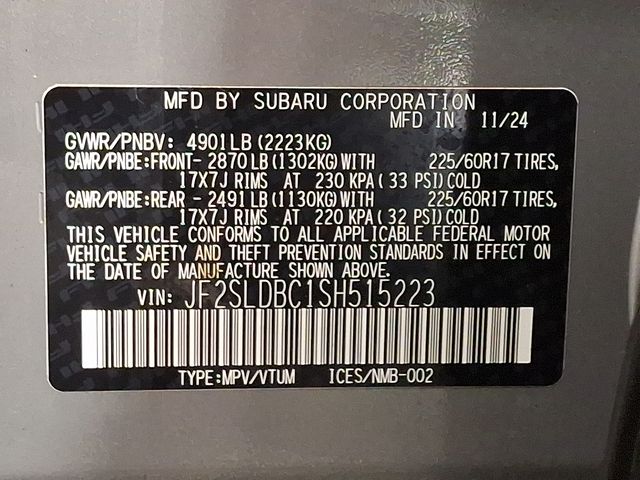 MFD BY SUBARU CORPORATION
MFD IN 11/24
GVWR/PNBV: 4901LB (2223KG)
GAWR/PNBE:FRONT- 2870LB (1302KG)WITH 225/60R17 TIRES,
17X7J RIMS AT 230 KPA( 33 PSI)COLD
GAWR/PNBE:REAR - 2491LB (1130KG)WITH 225/60R17 TIRES,
17X7J RIMS AT 220 KPA( 32 PSI)COLD
THIS VEHICLE CONFORMS TO ALL APPLICABLE FEDERAL MOTOR
VEHICLE SAFETY AND THEFT PREVENTION STANDARDS IN EFFECT ON
THE DATE OF MANUFACTURE SHOWN ABOVE.
VIN: JF2SLDBC1SH515223
TYPE:MPV/VTUM ICES/NMB-002